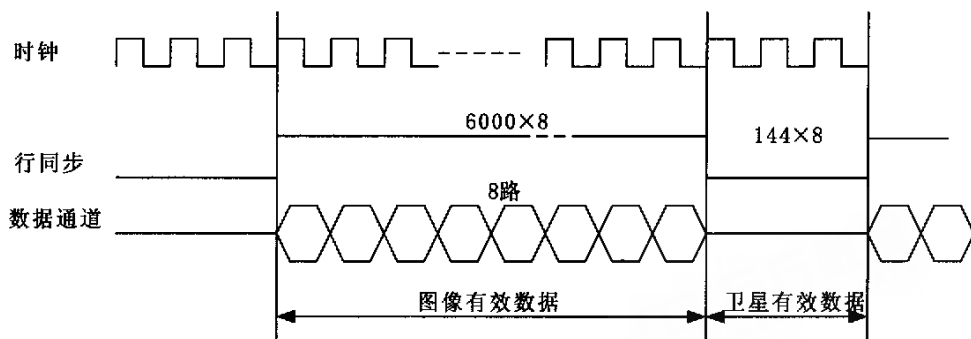 时钟
6000×8
144×8
行同步
8路
数据通道
图像有效数据
卫星有效数据